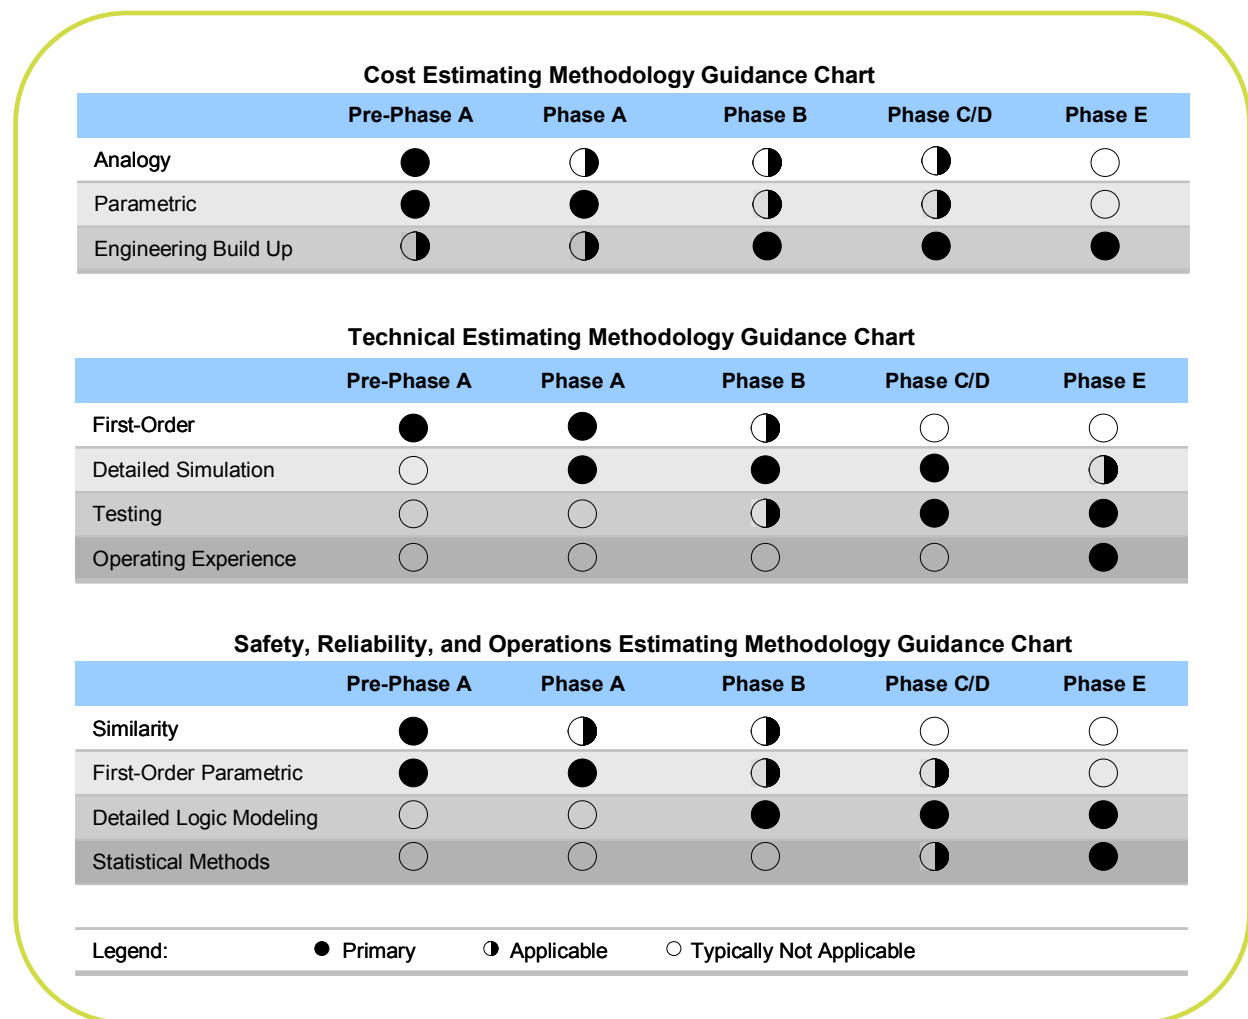 Cost Estimating Methodology Guidance Chart
Pre-Phase A Phase A Phase B Phase C/D Phase E
Analogy
Parametric
Engineering Build Up
Technical Estimating Methodology Guidance Chart
Pre-Phase A Phase A Phase B Phase C/D Phase E
First-Order
Detailed Simulation
Testing
Operating Experience
Safety, Reliability, and Operations Estimating Methodology Guidance Chart
Pre-Phase A Phase A Phase B Phase C/D Phase E
Similarity
First-Order Parametric
Detailed Logic Modeling
Statistical Methods
Legend: Primary Applicable Typically Not Applicable